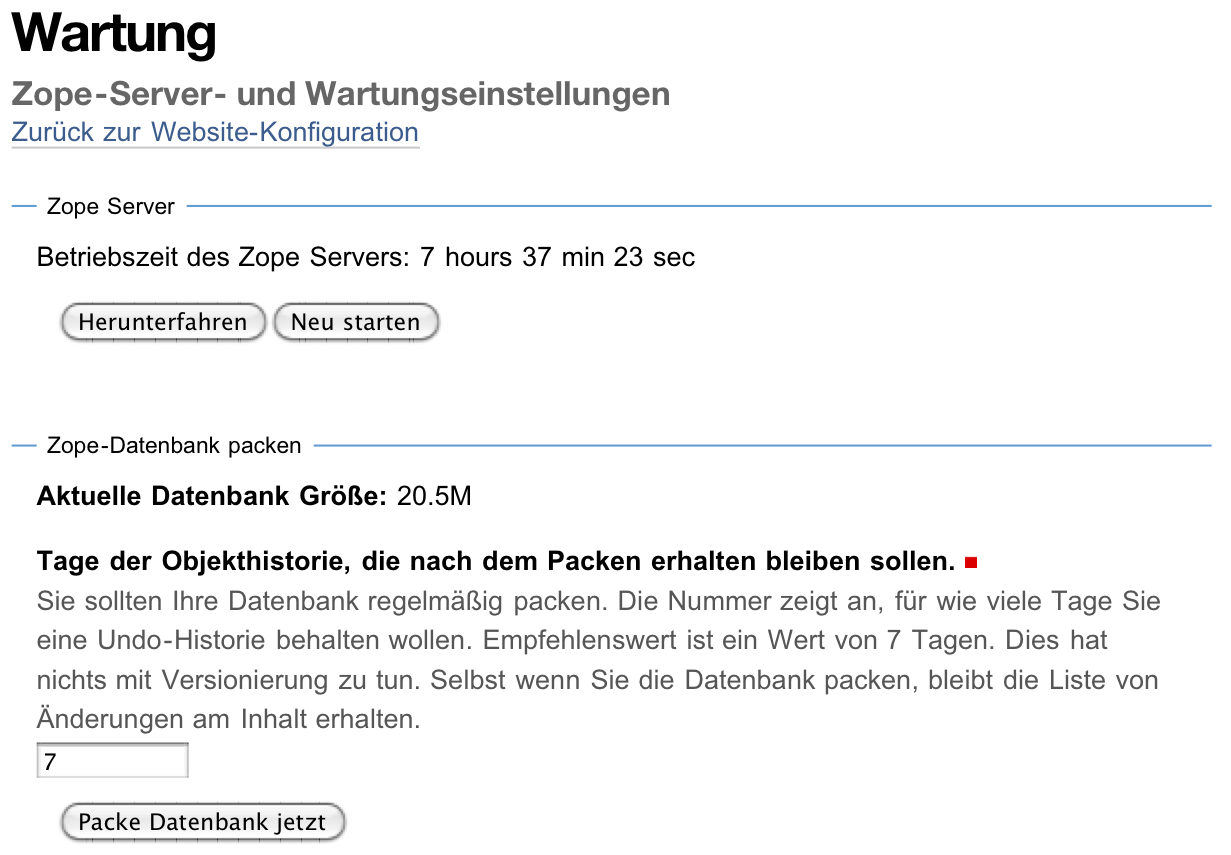 Wartung
Zope-Server- und Wartungseinstellungen
Zurück zur Website-Konfiguration
Zope Server
Betriebszeit des Zope Servers: 7 hours 37 min 23 sec
Herunterfahren Neu starten
Zope-Datenbank packen
Aktuelle Datenbank Größe: 20.5M
Tage der Objekthistorie, die nach dem Packen erhalten bleiben sollen.
Sie sollten Ihre Datenbank regelmäßig packen. Die Nummer zeigt an, für wie viele Tage Sie
eine Undo-Historie behalten wollen. Empfehlenswert ist ein Wert von 7 Tagen. Dies hat
nichts mit Versionierung zu tun. Selbst wenn Sie die Datenbank packen, bleibt die Liste von
Änderungen am Inhalt erhalten.
7
Packe Datenbank jetzt